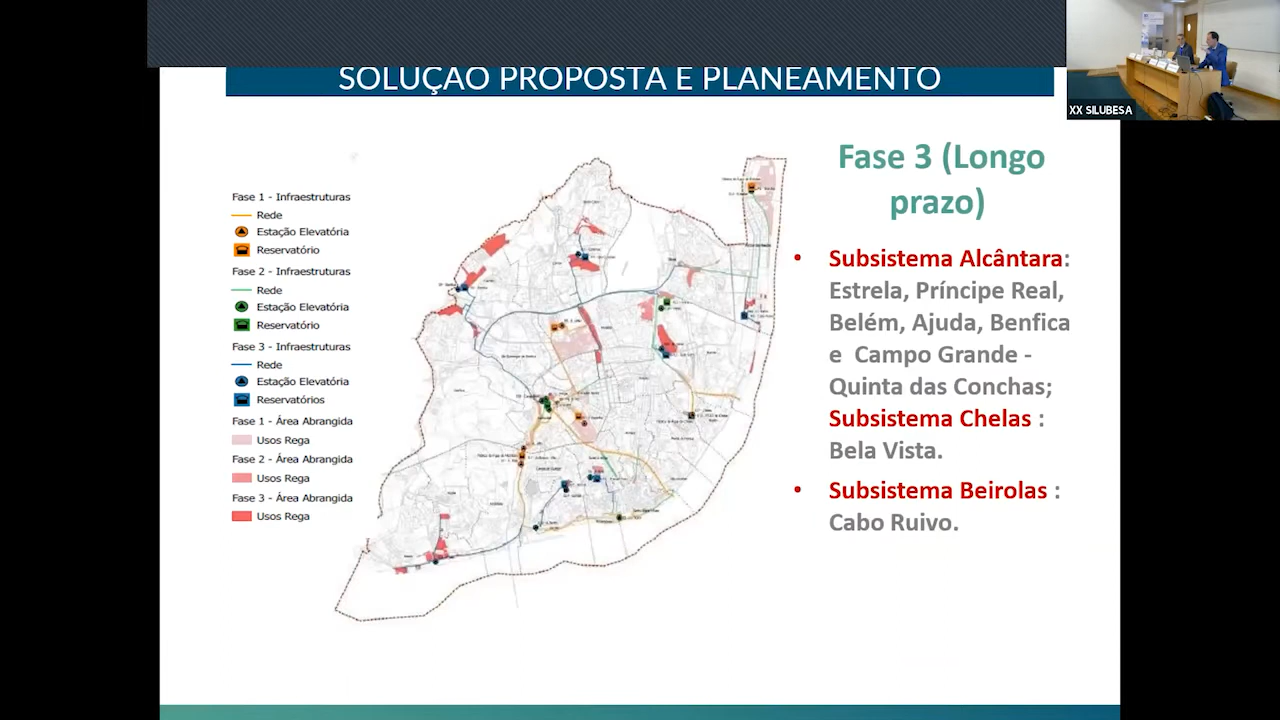 SOLUÇÃO PROPOSTA E PLANEAMENTO
XX SILUBESA
Fase 1 - Infraestruturas
Rede
Estação Elevatória
Reservatório
Fase 2 - Infraestruturas
Rede
Estação Elevatória
Reservatório
Fase 3 - Infraestruturas
Rede
Estação Elevatória
Reservatórios
Fase 1 - Área Abrangida
Usos Rega
Fase 2 - Área Abrangida
Usos Rega
Fase 3 - Área Abrangida
Usos Rega
Fase 3 (Longo
prazo)
• Subsistema Alcântara:
Estrela, Príncipe Real,
Belém, Ajuda, Benfica
e Campo Grande -
Quinta das Conchas;
Subsistema Chelas :
Bela Vista.
• Subsistema Beirolas :
Cabo Ruivo.